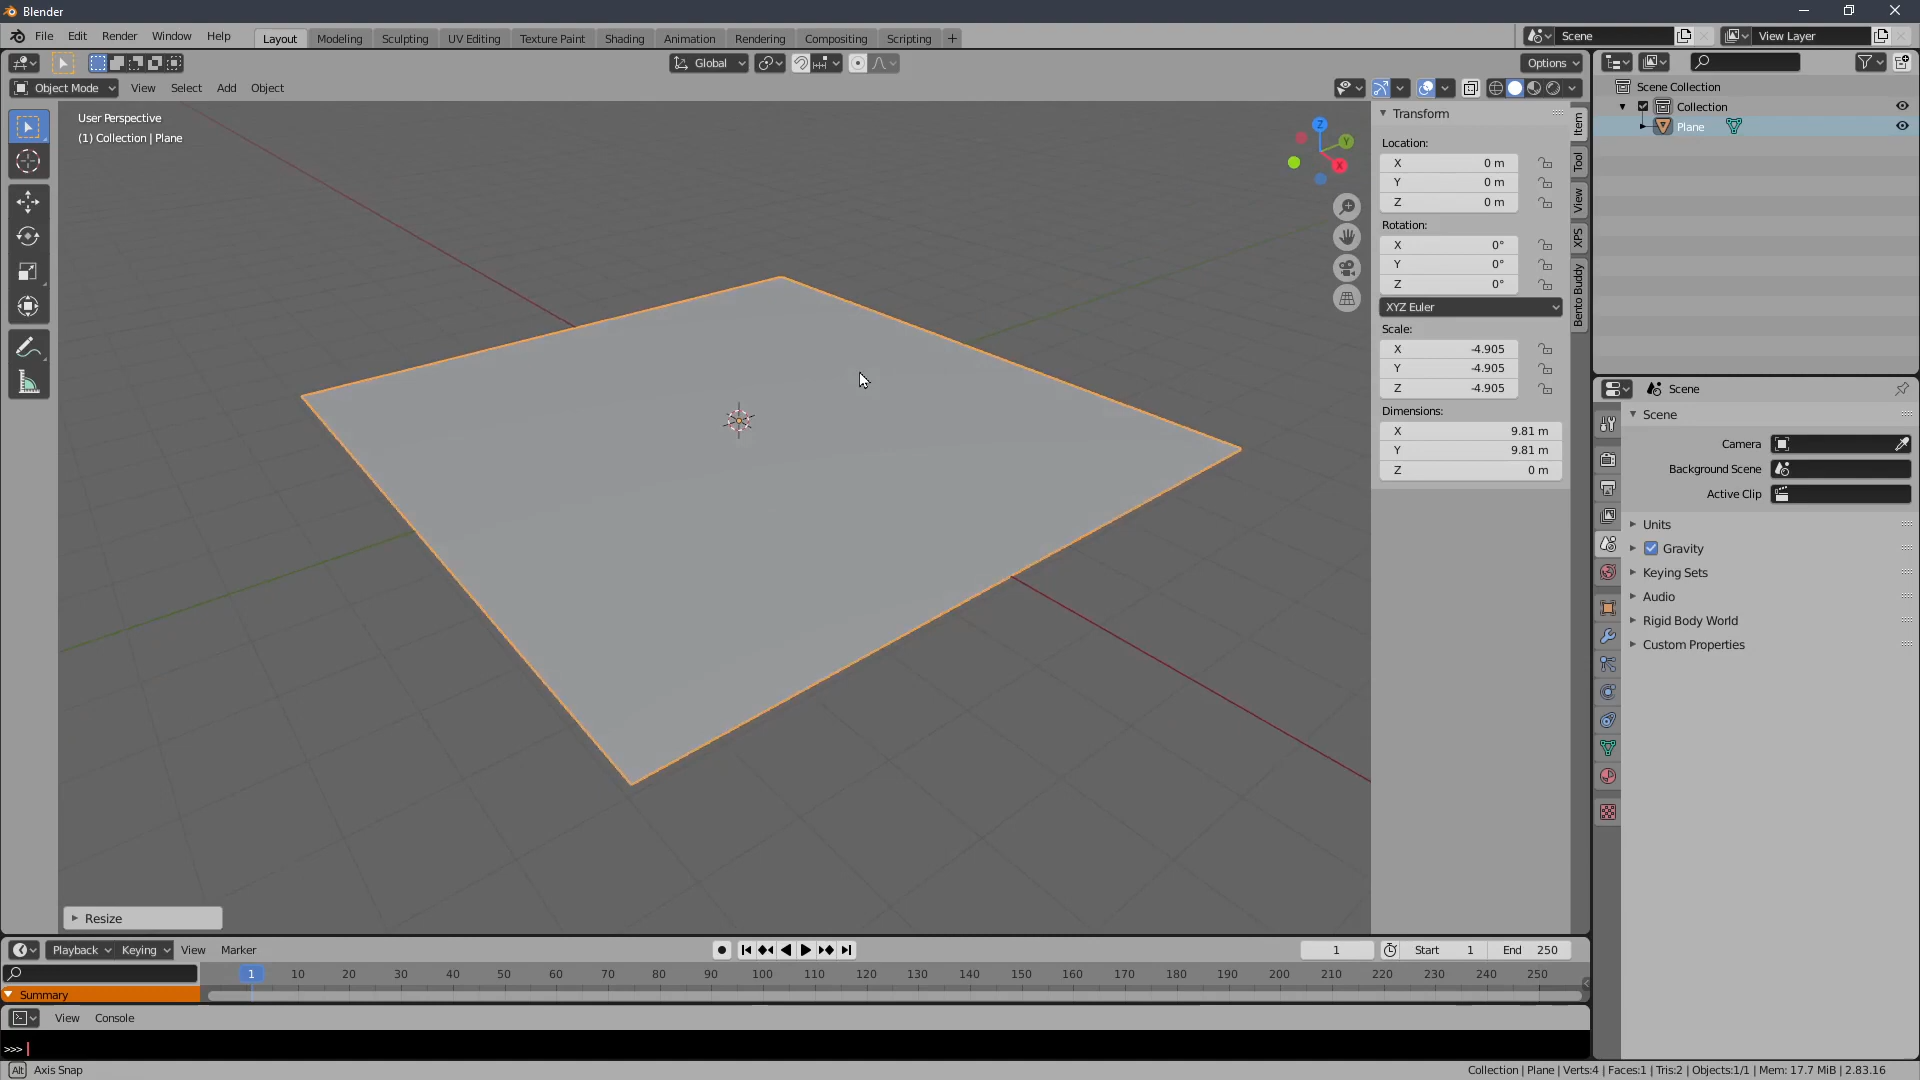 Blender
File Edit Render Window Help
Layout Modeling Sculpting UV Editing Texture Paint Shading Animation Rendering Compositing Scripting +
Scene
View Layer
Global
Options
Object Mode View Select Add Object
User Perspective
(1) Collection | Plane
Z
Y
X
Transform
Location:
X 0 m
Y 0 m
Z 0 m
Rotation:
X 0°
Y 0°
Z 0°
XYZ Euler
Scale:
X -4.905
Y -4.905
Z -4.905
Dimensions:
X 9.81 m
Y 9.81 m
Z 0 m
Item
Tool
View
XPS
Bento Buddy
Scene Collection
Collection
Plane
Scene
Scene
Camera
Background Scene
Active Clip
Units
Gravity
Keying Sets
Audio
Rigid Body World
Custom Properties
Resize
Playback Keying View Marker
1 Start 1 End 250
1 10 20 30 40 50 60 70 80 90 100 110 120 130 140 150 160 170 180 190 200 210 220 230 240 250
Summary
View Console
>>>
Alt Axis Snap
Collection | Plane | Verts:4 | Faces:1 | Tris:2 | Objects:1/1 | Mem: 17.7 MiB | 2.83.16